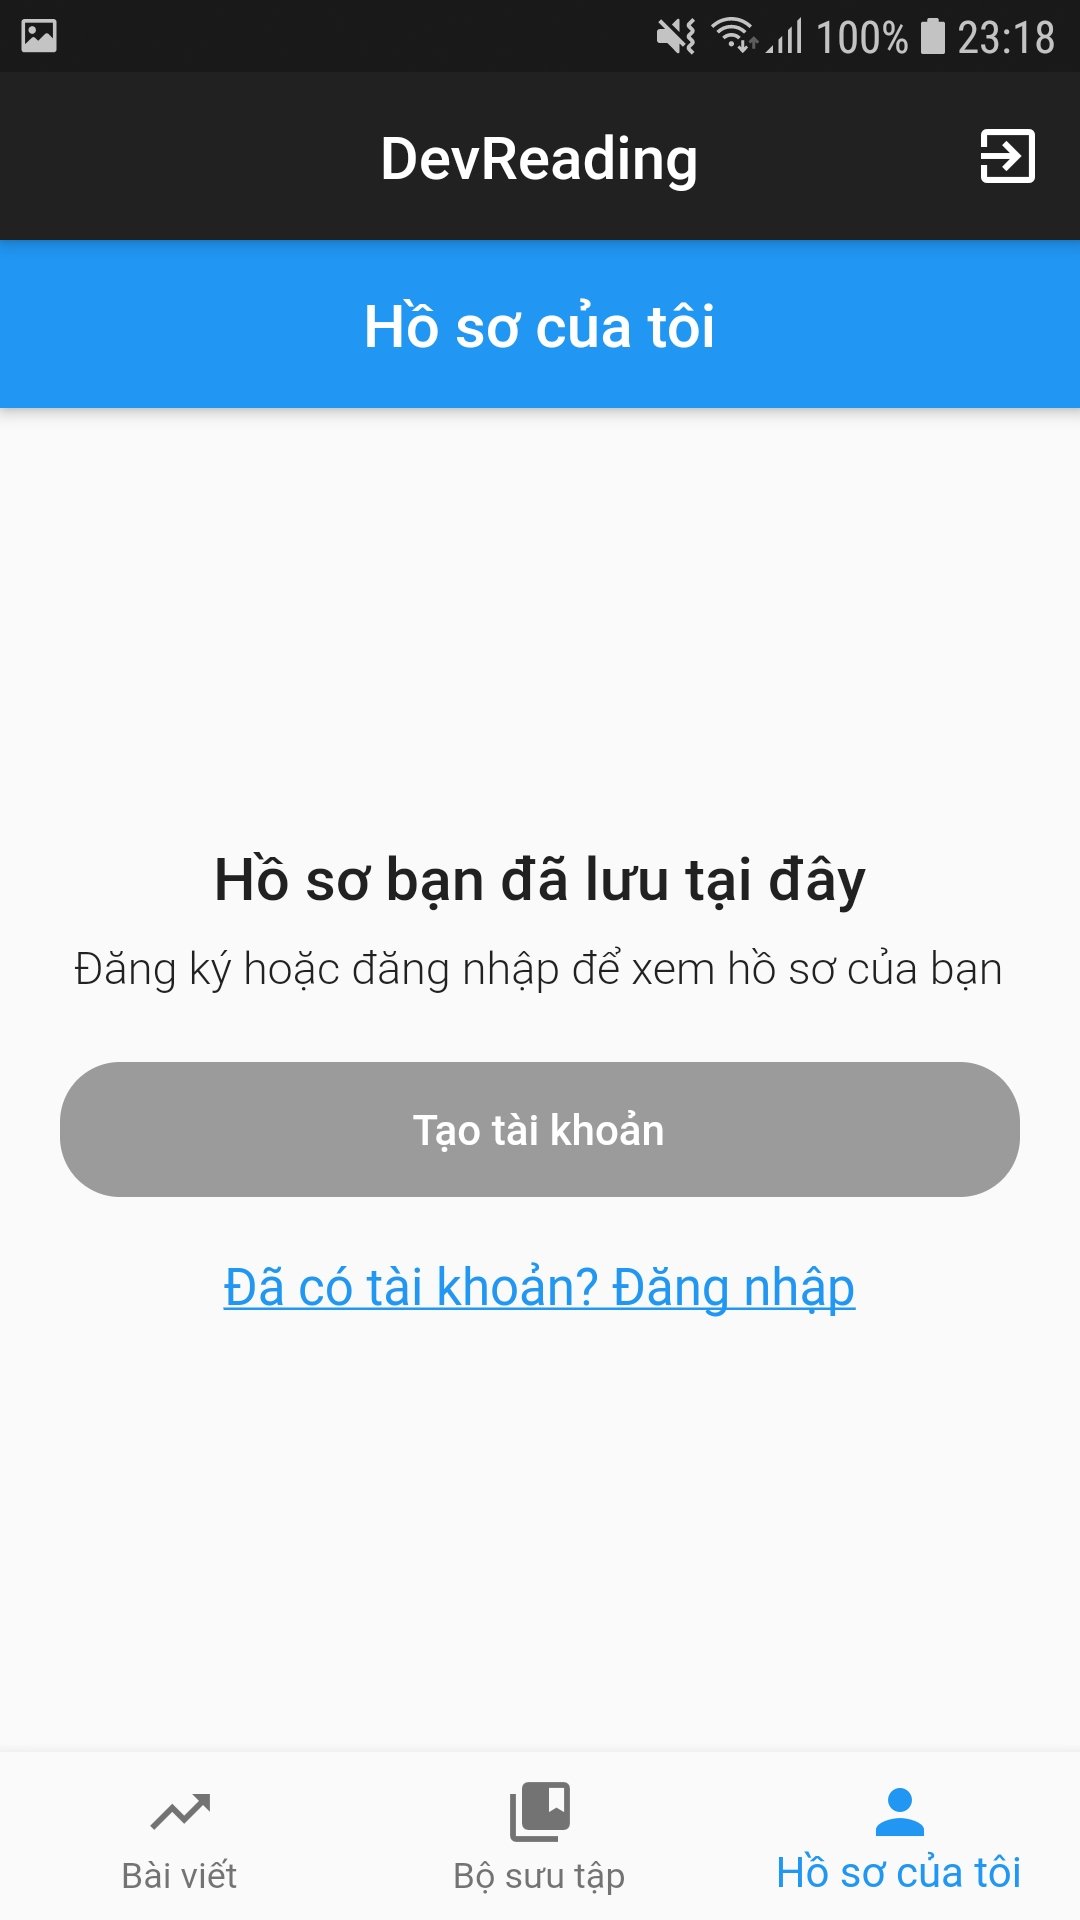 100% 23:18
DevReading
Hồ sơ của tôi
Hồ sơ bạn đã lưu tại đây
Đăng ký hoặc đăng nhập để xem hồ sơ của bạn
Tạo tài khoản
Đã có tài khoản? Đăng nhập
Bài viết Bộ sưu tập Hồ sơ của tôi